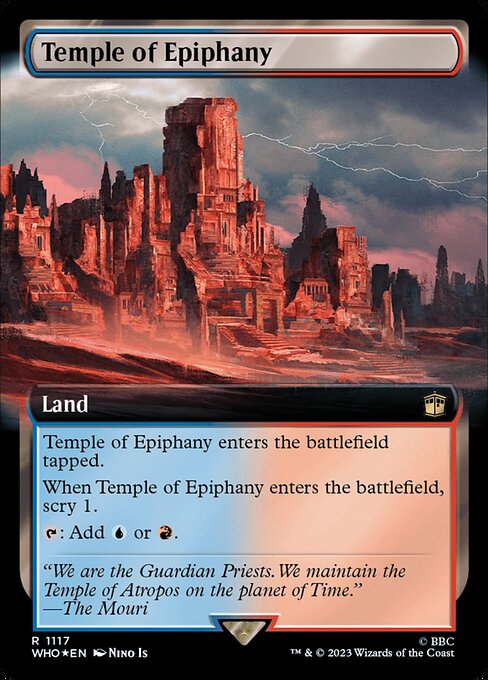 Temple of Epiphany
Land
Temple of Epiphany enters the battlefield
tapped.
When Temple of Epiphany enters the battlefield,
scry 1.
: Add or .
“We are the Guardian Priests. We maintain the
Temple of Atropos on the planet of Time.”
—The Mouri
R 1117
WHO★EN Nino Is
© BBC
™ & © 2023 Wizards of the Coast